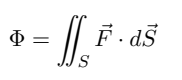 Φ = ∬_S F⃗ · dS⃗